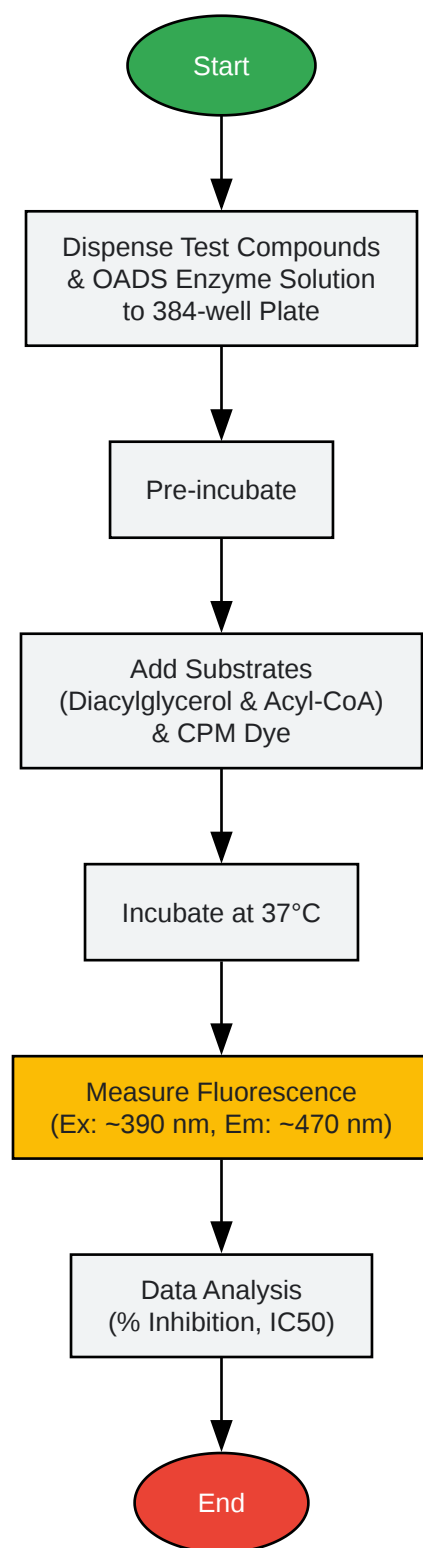 Start
Dispense Test Compounds
& OADS Enzyme Solution
to 384-well Plate
Pre-incubate
Add Substrates
(Diacylglycerol & Acyl-CoA)
& CPM Dye
Incubate at 37°C
Measure Fluorescence
(Ex: ~390 nm, Em: ~470 nm)
Data Analysis
(% Inhibition, IC50)
End